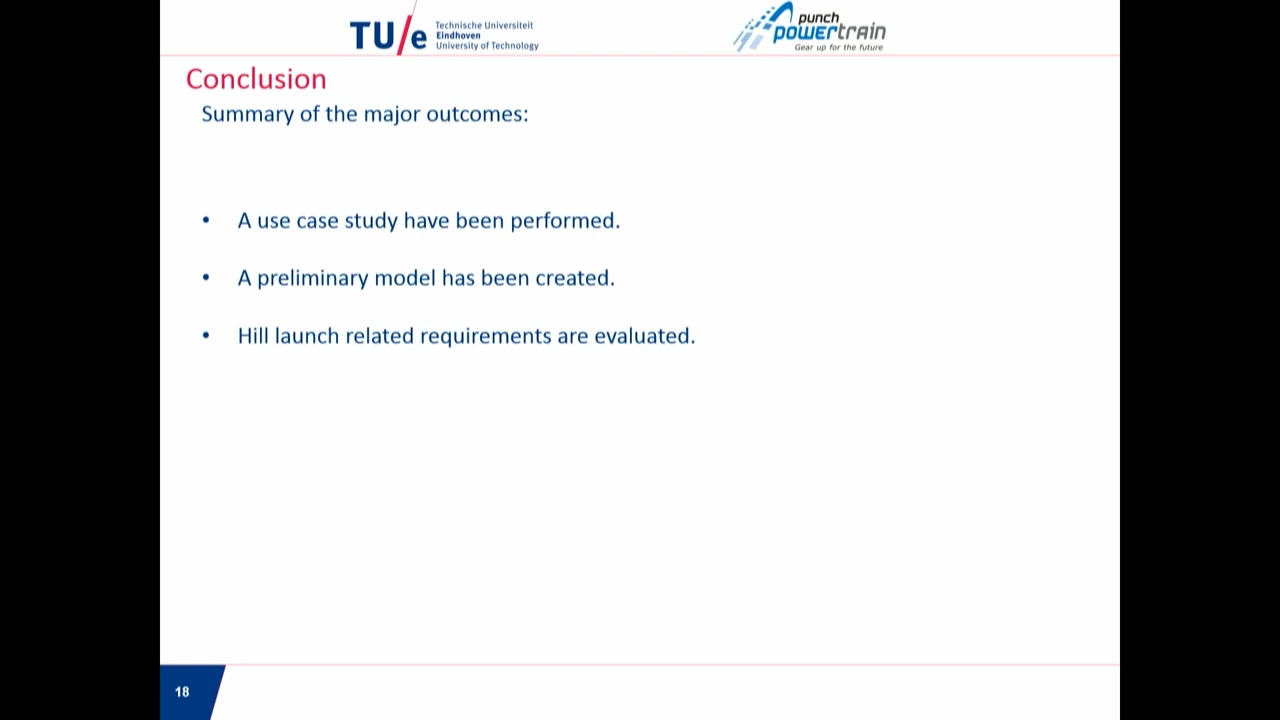 TU/e
Technische Universiteit
Eindhoven
University of Technology
punch
powertrain
Gear up for the future
Conclusion
Summary of the major outcomes:
• A use case study have been performed.
• A preliminary model has been created.
• Hill launch related requirements are evaluated.
18